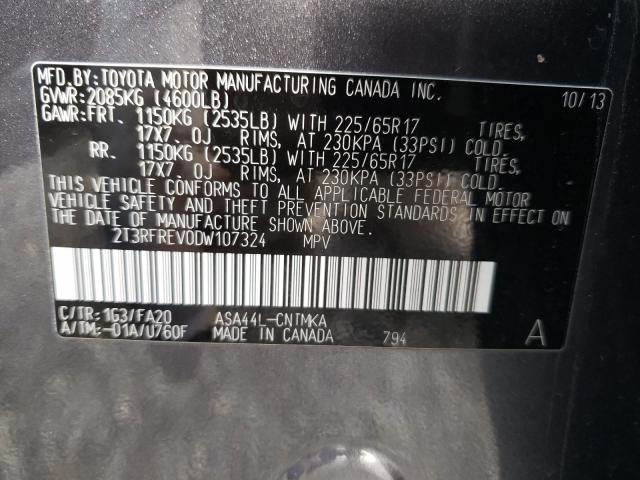 MFD.BY:TOYOTA MOTOR MANUFACTURING CANADA INC. 10/13
GVWR:2085KG (4600LB)
GAWR:FRT. 1150KG (2535LB) WITH 225/65R17 TIRES,
17X7. 0J RIMS, AT 230KPA (33PSI) COLD.
RR. 1150KG (2535LB) WITH 225/65R17 TIRES,
17X7. 0J RIMS, AT 230KPA (33PSI) COLD.
THIS VEHICLE CONFORMS TO ALL APPLICABLE FEDERAL MOTOR
VEHICLE SAFETY AND THEFT PREVENTION STANDARDS IN EFFECT ON
THE DATE OF MANUFACTURE SHOWN ABOVE.
2T3RFREV0DW107324 MPV
C/TR:1G3/FA20 ASA44L-CNTMKA
A/TM:-01A/U760F MADE IN CANADA 794 A